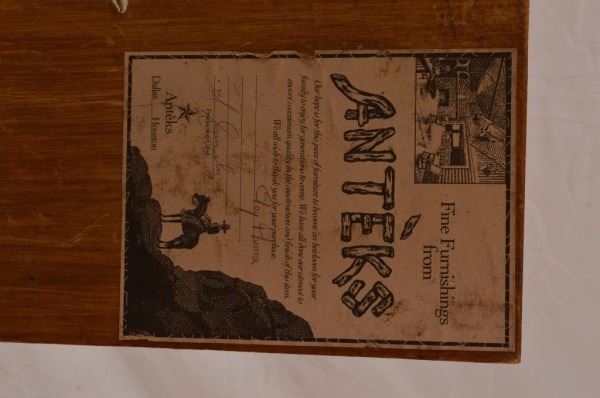 Fine Furnishings
from
ANTÈKS
Our hope is for this piece of furniture to become an heirloom for your
family to enjoy for generations to come. We have all done our utmost to
ensure maximum quality in the construction and finish of this item.
We all wish to thank you for your purchase.
Anteks
Dallas Houston